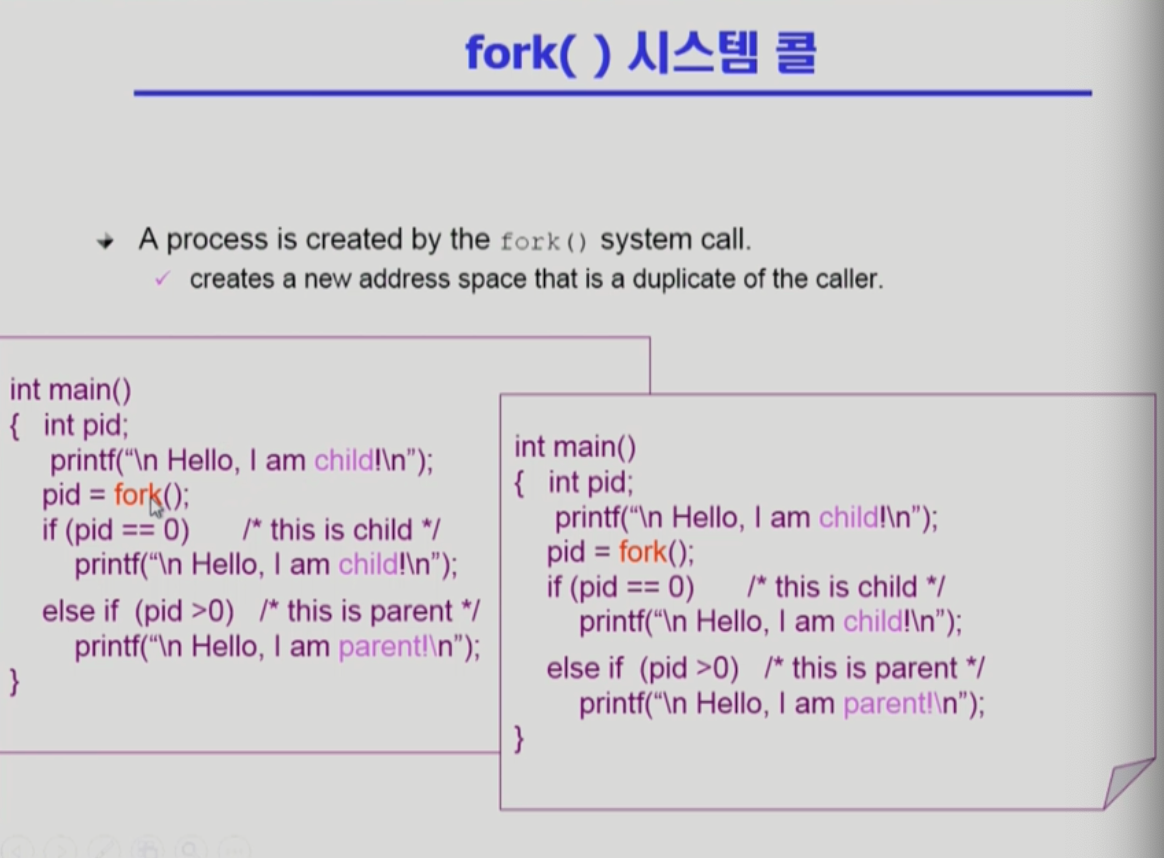 fork( ) 시스템 콜
A process is created by the fork() system call.
creates a new address space that is a duplicate of the caller.
int main()
{ int pid;
printf(“\n Hello, I am child!\n”);
pid = fork();
if (pid == 0) /* this is child */
printf(“\n Hello, I am child!\n”);
else if (pid >0) /* this is parent */
printf(“\n Hello, I am parent!\n”);
}
int main()
{ int pid;
printf(“\n Hello, I am child!\n”);
pid = fork();
if (pid == 0) /* this is child */
printf(“\n Hello, I am child!\n”);
else if (pid >0) /* this is parent */
printf(“\n Hello, I am parent!\n”);
}